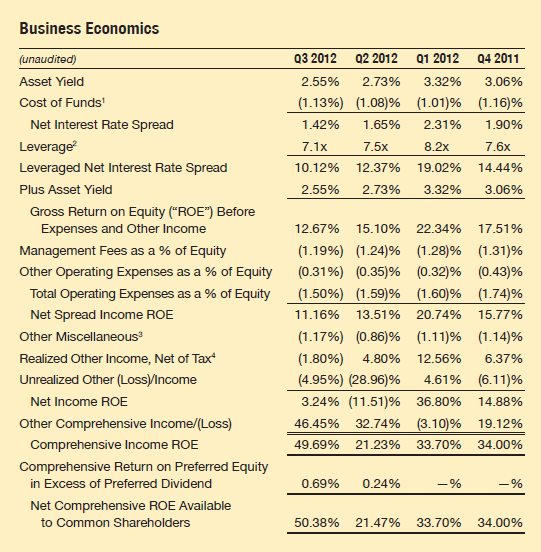 Business Economics
(unaudited) Q3 2012 Q2 2012 Q1 2012 Q4 2011
Asset Yield 2.55% 2.73% 3.32% 3.06%
Cost of Funds¹ (1.13%) (1.08)% (1.01)% (1.16)%
Net Interest Rate Spread 1.42% 1.65% 2.31% 1.90%
Leverage² 7.1x 7.5x 8.2x 7.6x
Leveraged Net Interest Rate Spread 10.12% 12.37% 19.02% 14.44%
Plus Asset Yield 2.55% 2.73% 3.32% 3.06%
Gross Return on Equity (“ROE”) Before
Expenses and Other Income 12.67% 15.10% 22.34% 17.51%
Management Fees as a % of Equity (1.19%) (1.24)% (1.28)% (1.31)%
Other Operating Expenses as a % of Equity (0.31%) (0.35)% (0.32)% (0.43)%
Total Operating Expenses as a % of Equity (1.50%) (1.59)% (1.60)% (1.74)%
Net Spread Income ROE 11.16% 13.51% 20.74% 15.77%
Other Miscellaneous³ (1.17%) (0.86)% (1.11)% (1.14)%
Realized Other Income, Net of Tax⁴ (1.80%) 4.80% 12.56% 6.37%
Unrealized Other (Loss)/Income (4.95%) (28.96)% 4.61% (6.11)%
Net Income ROE 3.24% (11.51)% 36.80% 14.88%
Other Comprehensive Income/(Loss) 46.45% 32.74% (3.10)% 19.12%
Comprehensive Income ROE 49.69% 21.23% 33.70% 34.00%
Comprehensive Return on Preferred Equity
in Excess of Preferred Dividend 0.69% 0.24% —% —%
Net Comprehensive ROE Available
to Common Shareholders 50.38% 21.47% 33.70% 34.00%